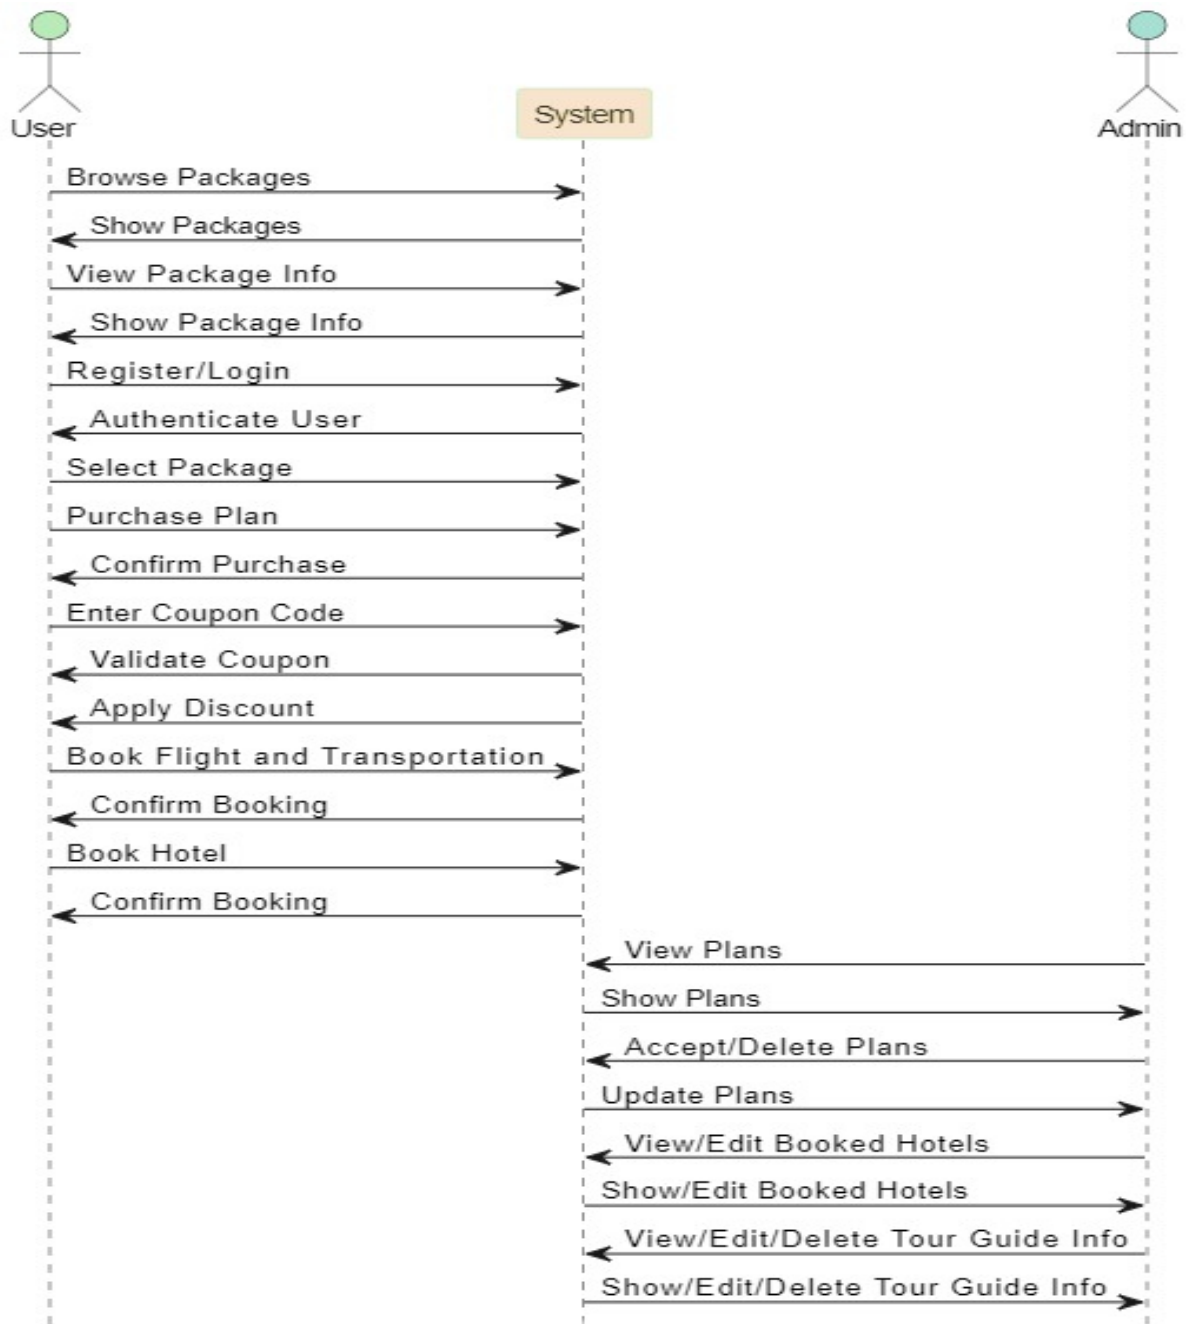 User
System
Admin
Browse Packages
Show Packages
View Package Info
Show Package Info
Register/Login
Authenticate User
Select Package
Purchase Plan
Confirm Purchase
Enter Coupon Code
Validate Coupon
Apply Discount
Book Flight and Transportation
Confirm Booking
Book Hotel
Confirm Booking
View Plans
Show Plans
Accept/Delete Plans
Update Plans
View/Edit Booked Hotels
Show/Edit Booked Hotels
View/Edit/Delete Tour Guide Info
Show/Edit/Delete Tour Guide Info